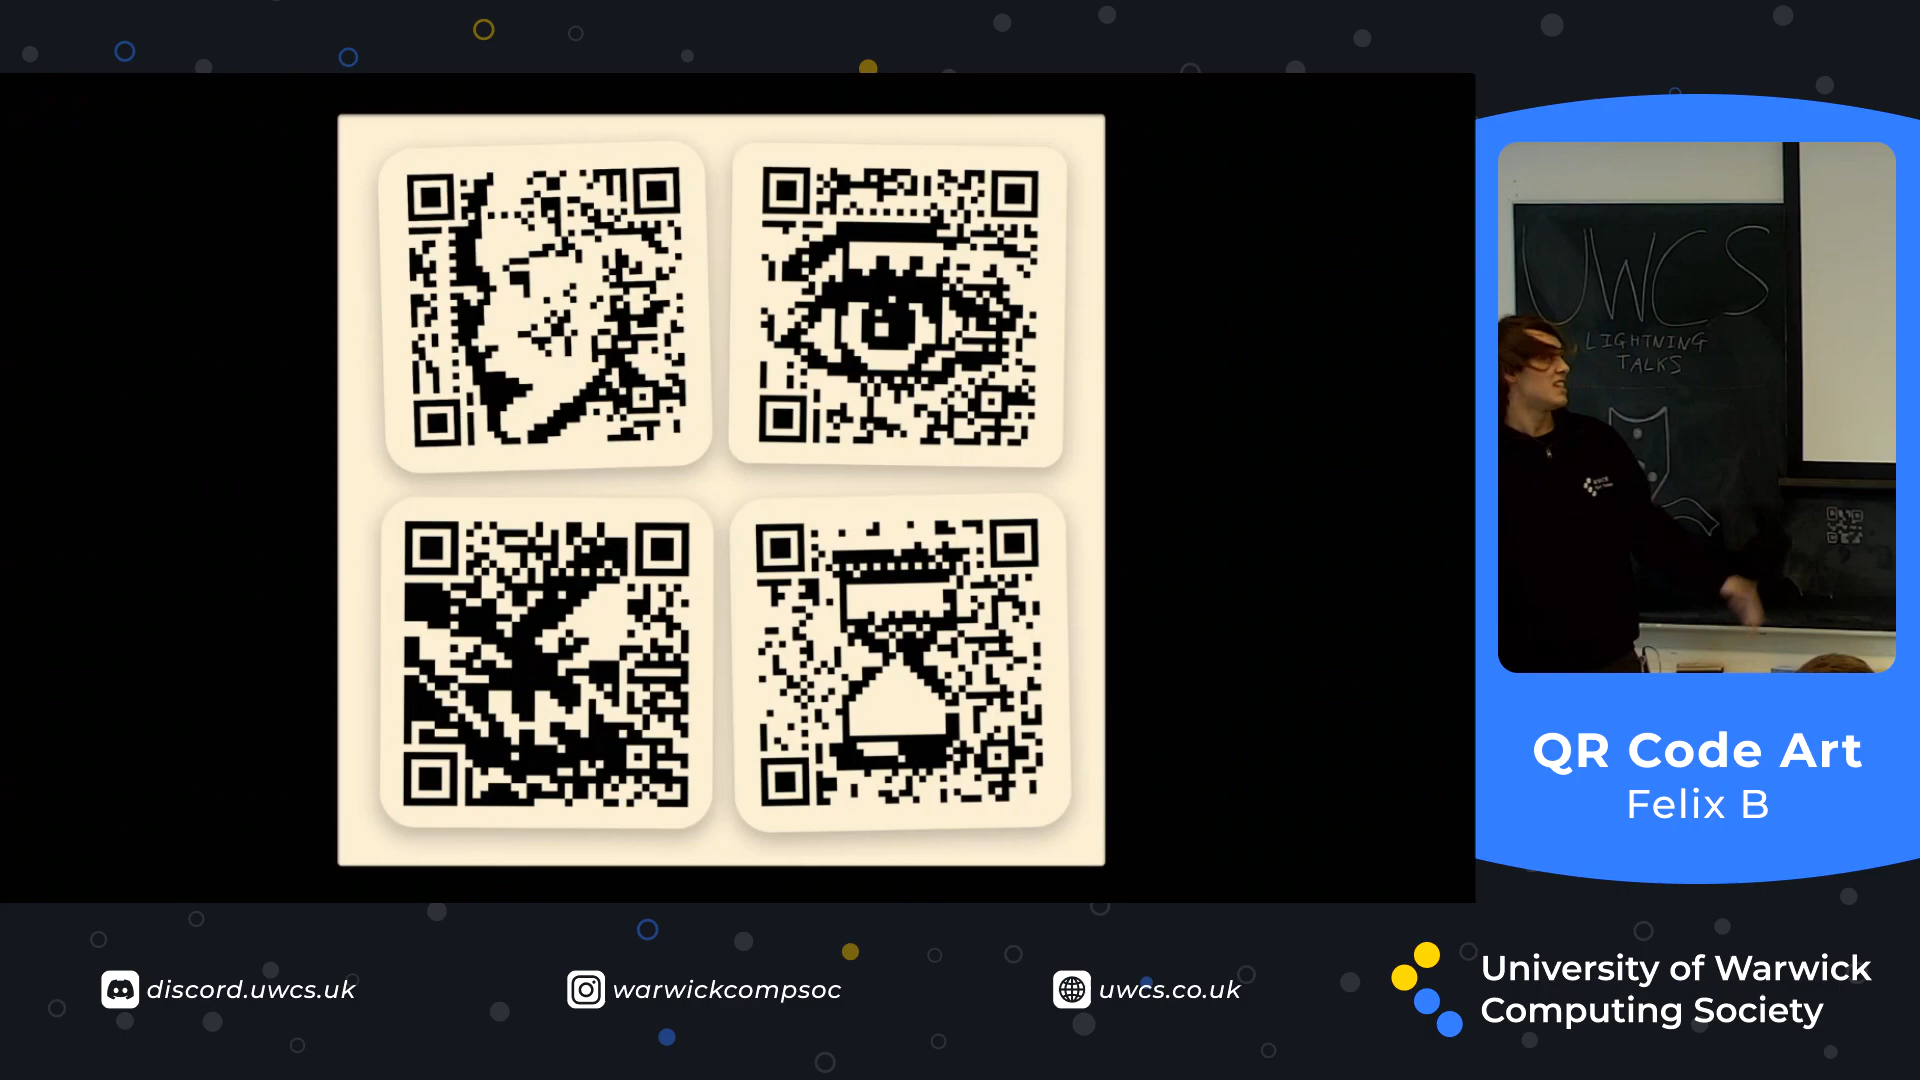 UWCS
LIGHTNING
TALKS
UWCS
QR Code Art
Felix B
discord.uwcs.uk
warwickcompsoc
uwcs.co.uk
University of Warwick
Computing Society